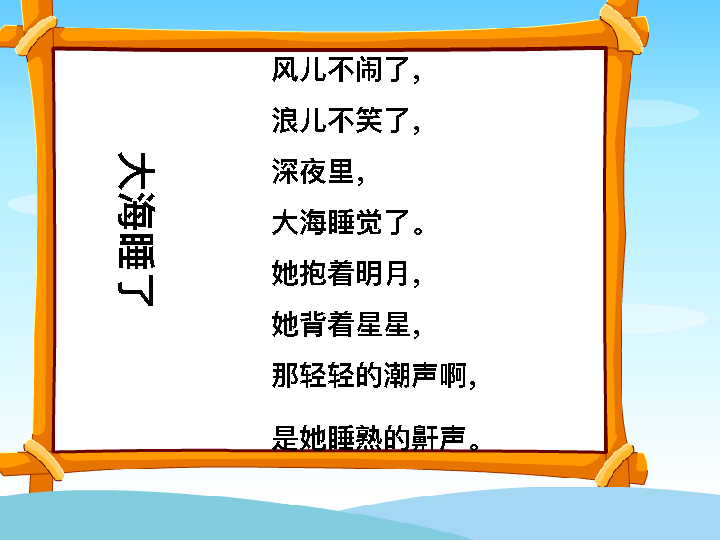 大海睡了
风儿不闹了，
浪儿不笑了，
深夜里，
大海睡觉了。
她抱着明月，
她背着星星，
那轻轻的潮声啊，
是她睡熟的鼾声。